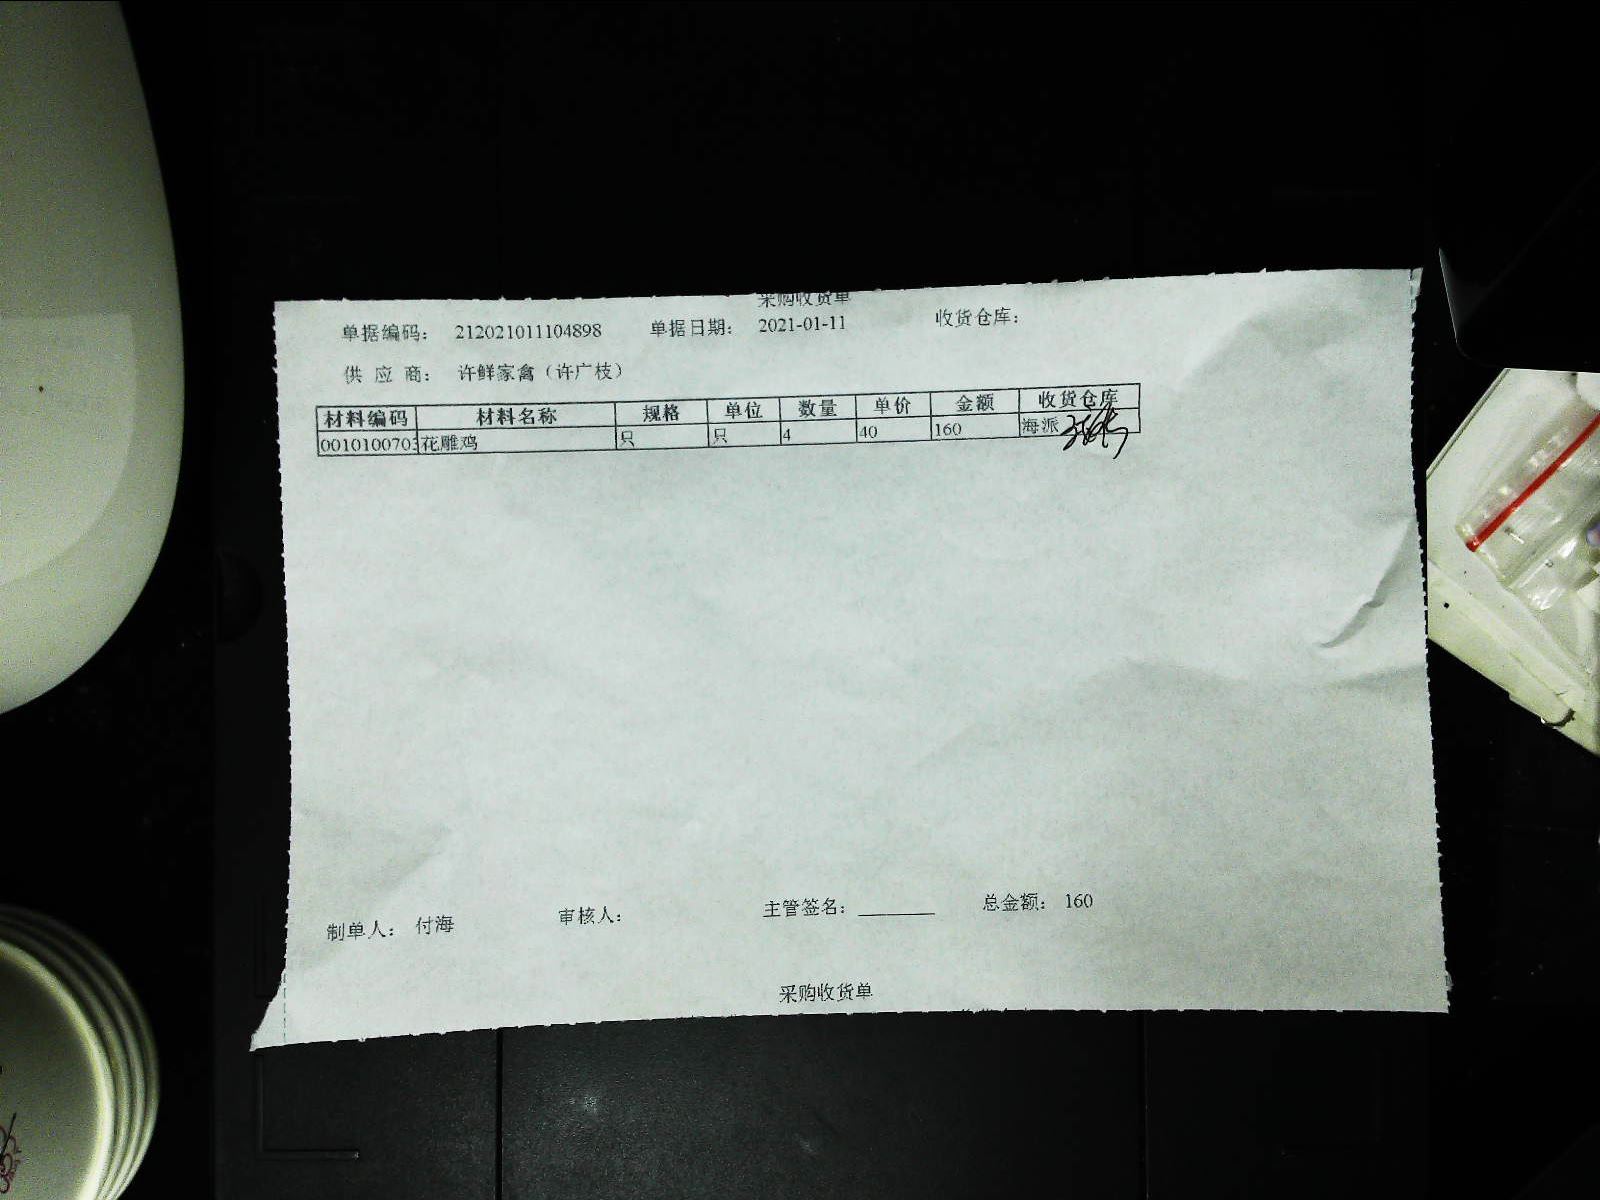 采购收货单
单据编码： 212021011104898 单据日期： 2021-01-11 收货仓库：
供 应 商： 许鲜家禽（许广枝）
材料编码 材料名称 规格 单位 数量 单价 金额 收货仓库
0010100703 花雕鸡 只 只 4 40 160 海派
制单人： 付海 审核人： 主管签名： 总金额： 160
采购收货单